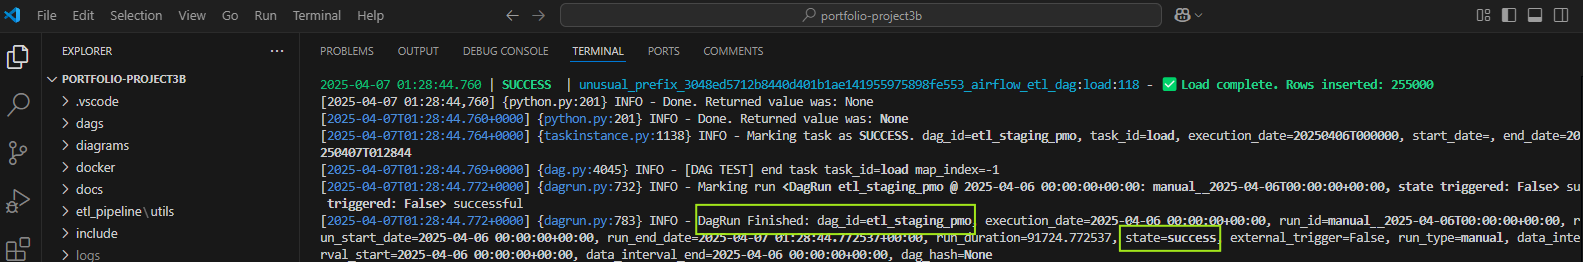 File Edit Selection View Go Run Terminal Help
portfolio-project3b
EXPLORER
PROBLEMS OUTPUT DEBUG CONSOLE TERMINAL PORTS COMMENTS
PORTFOLIO-PROJECT3B
.vscode
dags
diagrams
docker
docs
etl_pipeline\utils
include
logs
2025-04-07 01:28:44.760 | SUCCESS | unusual_prefix_3048ed5712b8440d401b1ae141955975898fe553_airflow_etl_dag:load:118 - ✅ Load complete. Rows inserted: 255000
[2025-04-07 01:28:44,760] {python.py:201} INFO - Done. Returned value was: None
[2025-04-07T01:28:44.760+0000] {python.py:201} INFO - Done. Returned value was: None
[2025-04-07T01:28:44.764+0000] {taskinstance.py:1138} INFO - Marking task as SUCCESS. dag_id=etl_staging_pmo, task_id=load, execution_date=20250406T000000, start_date=, end_date=20
250407T012844
[2025-04-07T01:28:44.769+0000] {dag.py:4045} INFO - [DAG TEST] end task task_id=load map_index=-1
[2025-04-07T01:28:44.772+0000] {dagrun.py:732} INFO - Marking run <DagRun etl_staging_pmo @ 2025-04-06 00:00:00+00:00: manual__2025-04-06T00:00:00+00:00, state triggered: False> su
 triggered: False> successful
[2025-04-07T01:28:44.772+0000] {dagrun.py:783} INFO - DagRun Finished: dag_id=etl_staging_pmo, execution_date=2025-04-06 00:00:00+00:00, run_id=manual__2025-04-06T00:00:00+00:00, r
un_start_date=2025-04-06 00:00:00+00:00, run_end_date=2025-04-07 01:28:44.772537+00:00, run_duration=91724.772537, state=success, external_trigger=False, run_type=manual, data_inte
rval_start=2025-04-06 00:00:00+00:00, data_interval_end=2025-04-06 00:00:00+00:00, dag_hash=None